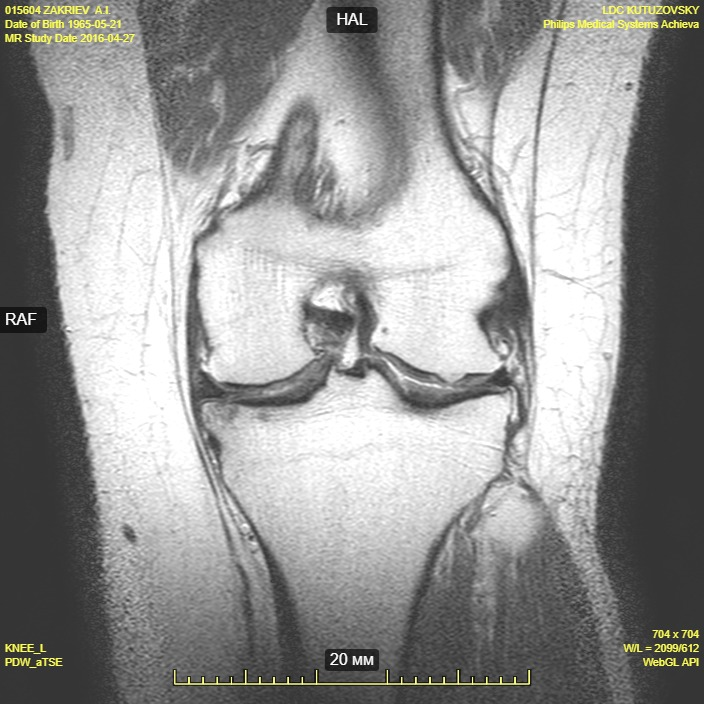 015604 ZAKRIEV A.I.
Date of Birth 1965-05-21
MR Study Date 2016-04-27
HAL
LDC KUTUZOVSKY
Philips Medical Systems Achieva
RAF
KNEE_L
PDW_aTSE
20 мм
704 x 704
W/L = 2099/612
WebGL API